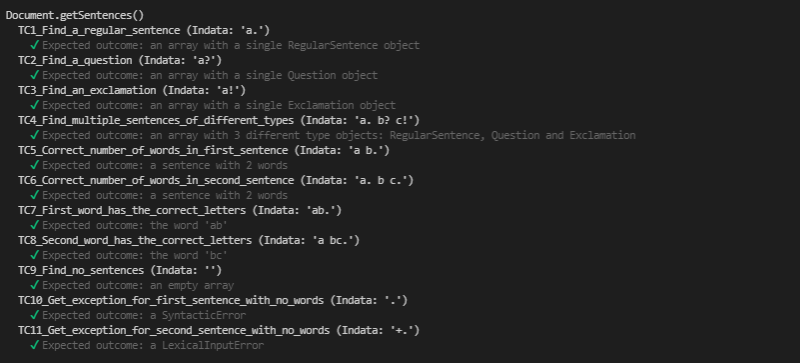 Document.getSentences()
TC1_Find_a_regular_sentence (Indata: 'a.')
✓ Expected outcome: an array with a single RegularSentence object
TC2_Find_a_question (Indata: 'a?')
✓ Expected outcome: an array with a single Question object
TC3_Find_an_exclamation (Indata: 'a!')
✓ Expected outcome: an array with a single Exclamation object
TC4_Find_multiple_sentences_of_different_types (Indata: 'a. b? c!')
✓ Expected outcome: an array with 3 different type objects: RegularSentence, Question and Exclamation
TC5_Correct_number_of_words_in_first_sentence (Indata: 'a b.')
✓ Expected outcome: a sentence with 2 words
TC6_Correct_number_of_words_in_second_sentence (Indata: 'a. b c.')
✓ Expected outcome: a sentence with 2 words
TC7_First_word_has_the_correct_letters (Indata: 'ab.')
✓ Expected outcome: the word 'ab'
TC8_Second_word_has_the_correct_letters (Indata: 'a bc.')
✓ Expected outcome: the word 'bc'
TC9_Find_no_sentences (Indata: '')
✓ Expected outcome: an empty array
TC10_Get_exception_for_first_sentence_with_no_words (Indata: '.')
✓ Expected outcome: a SyntacticError
TC11_Get_exception_for_second_sentence_with_no_words (Indata: '+.')
✓ Expected outcome: a LexicalInputError